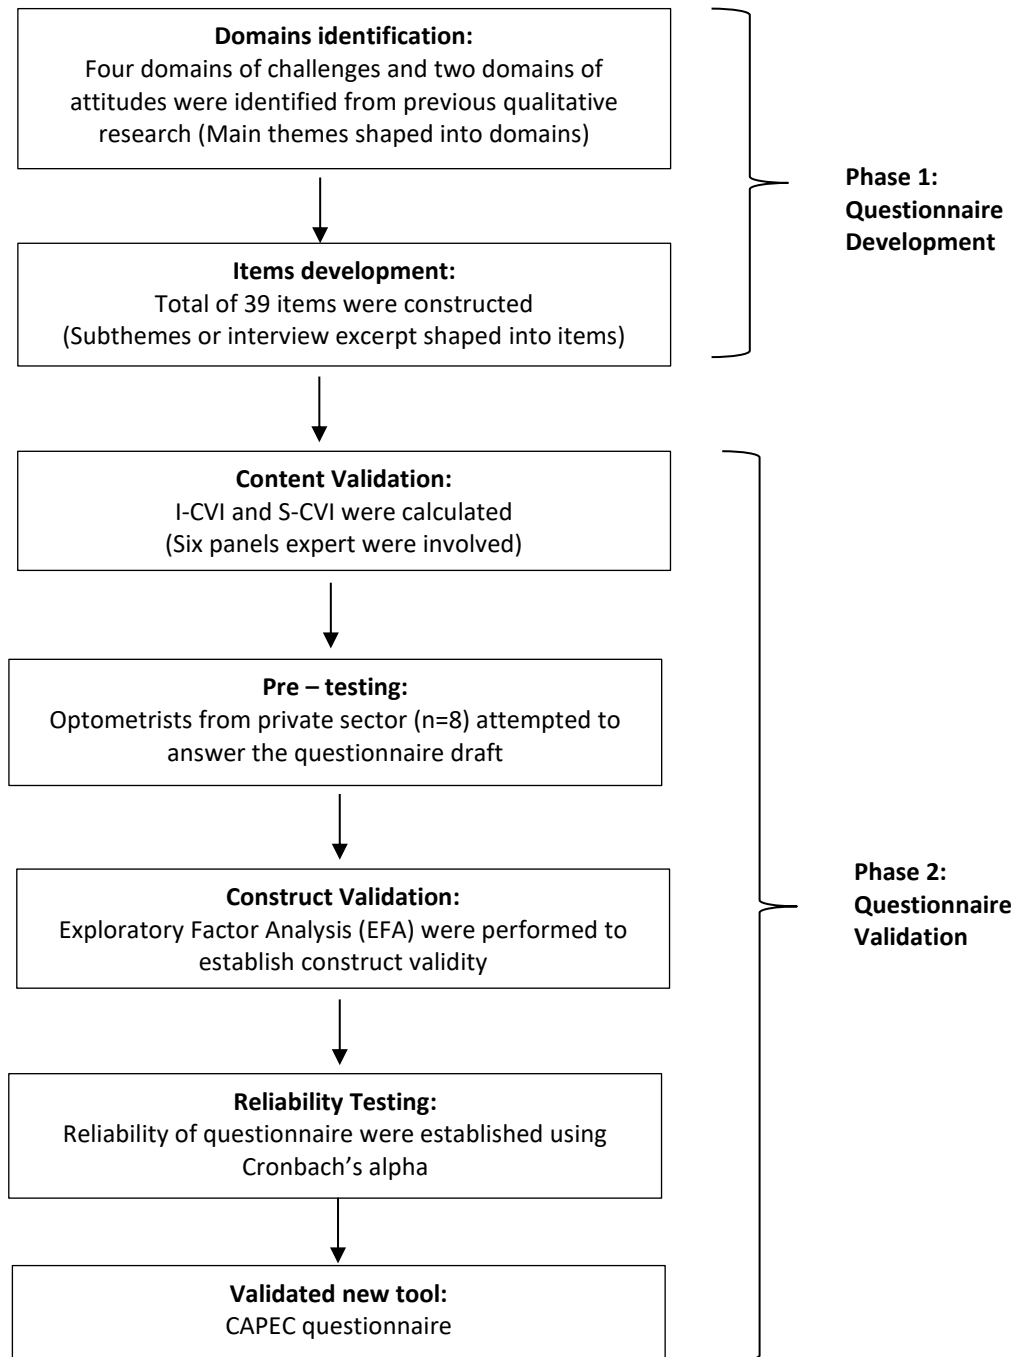 Domains identification:
Four domains of challenges and two domains of
attitudes were identified from previous qualitative
research (Main themes shaped into domains)
Phase 1:
Questionnaire
Development
Items development:
Total of 39 items were constructed
(Subthemes or interview excerpt shaped into items)
Content Validation:
I-CVI and S-CVI were calculated
(Six panels expert were involved)
Pre – testing:
Optometrists from private sector (n=8) attempted to
answer the questionnaire draft
Construct Validation:
Exploratory Factor Analysis (EFA) were performed to
establish construct validity
Phase 2:
Questionnaire
Validation
Reliability Testing:
Reliability of questionnaire were established using
Cronbach’s alpha
Validated new tool:
CAPEC questionnaire